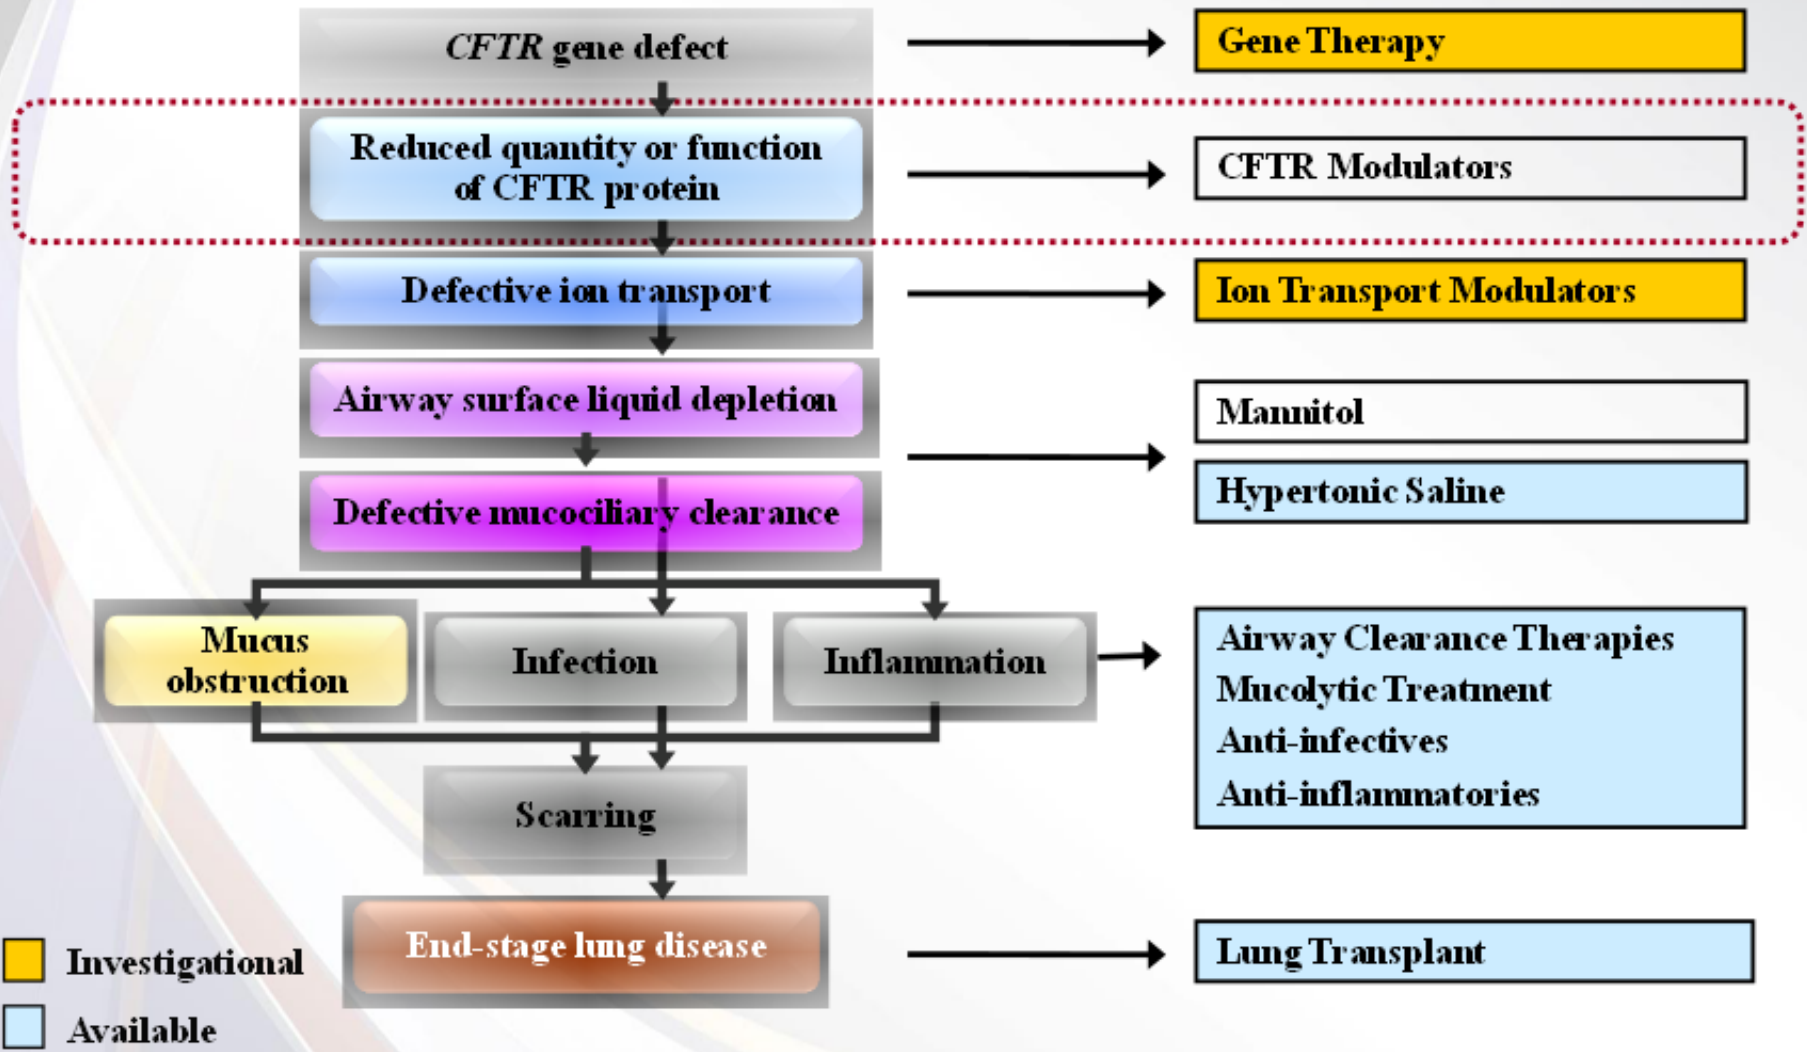 CFTR gene defect
Gene Therapy
Reduced quantity or function
of CFTR protein
CFTR Modulators
Defective ion transport
Ion Transport Modulators
Airway surface liquid depletion
Mannitol
Hypertonic Saline
Defective mucociliary clearance
Mucus
obstruction
Infection
Inflammation
Airway Clearance Therapies
Mucolytic Treatment
Anti-infectives
Anti-inflammatories
Scarring
End-stage lung disease
Lung Transplant
Investigational
Available